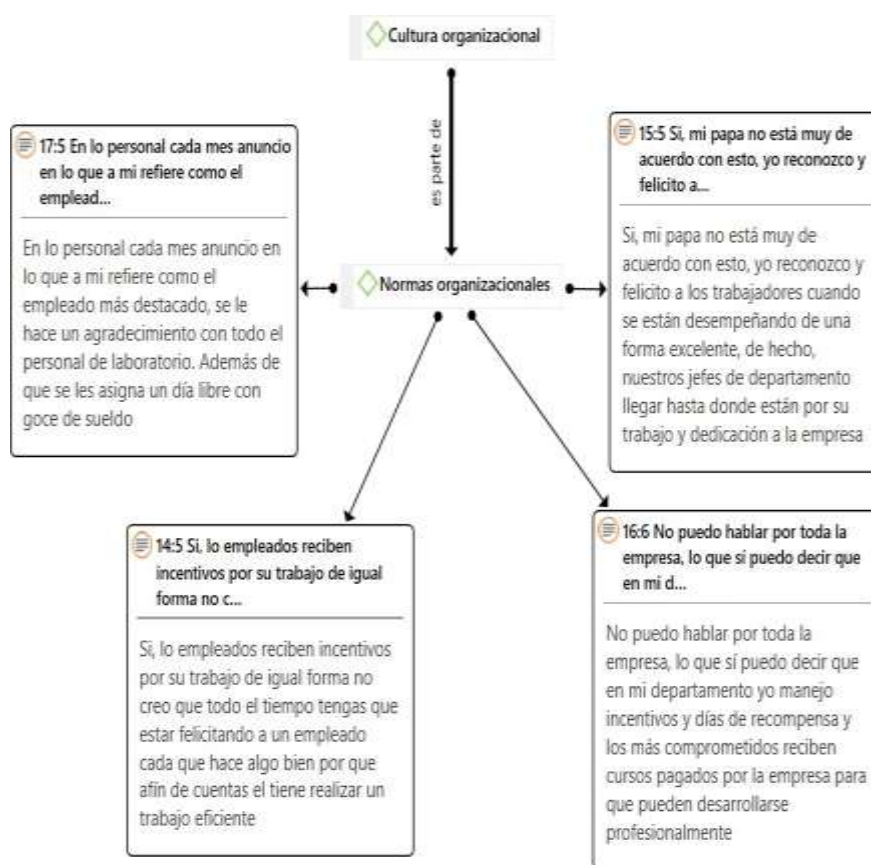 Cultura organizacional
es parte de
17:5 En lo personal cada mes anuncio
en lo que a mi refiere como el
emplead...
En lo personal cada mes anuncio en
lo que a mi refiere como el
empleado más destacado, se le
hace un agradecimiento con todo el
personal de laboratorio. Además de
que se les asigna un día libre con
goce de sueldo
Normas organizacionales
15:5 Si, mi papa no está muy de
acuerdo con esto, yo reconozco y
felicito a...
Si, mi papa no está muy de
acuerdo con esto, yo reconozco y
felicito a los trabajadores cuando
se están desempeñando de una
forma excelente, de hecho,
nuestros jefes de departamento
llegar hasta donde están por su
trabajo y dedicación a la empresa
14:5 Si, lo empleados reciben
incentivos por su trabajo de igual
forma no c...
Si, lo empleados reciben incentivos
por su trabajo de igual forma no
creo que todo el tiempo tengas que
estar felicitando a un empleado
cada que hace algo bien por que
afín de cuentas el tiene realizar un
trabajo eficiente
16:6 No puedo hablar por toda la
empresa, lo que sí puedo decir que
en mi d...
No puedo hablar por toda la
empresa, lo que sí puedo decir que
en mi departamento yo manejo
incentivos y días de recompensa y
los más comprometidos reciben
cursos pagados por la empresa para
que pueden desarrollarse
profesionalmente